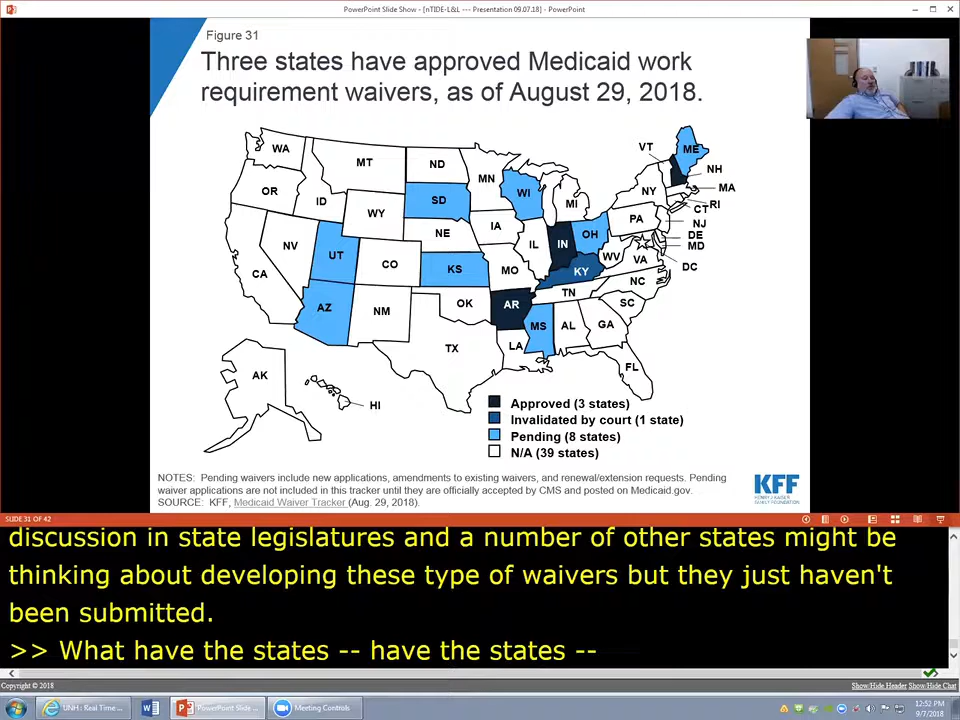 PowerPoint Slide Show - [nTIDE-L&L --- Presentation 09.07.18] - PowerPoint
Figure 31
Three states have approved Medicaid work
requirement waivers, as of August 29, 2018.
WA
MT
ND
MN
VT
ME
NH
OR
ID
SD
WI
MI
NY
MA
RI
CT
WY
IA
PA
NJ
NV
UT
NE
IL
IN
OH
DE
MD
CO
KS
MO
KY
WV
VA
DC
CA
NC
AZ
NM
OK
AR
TN
SC
MS
AL
GA
TX
LA
FL
AK
HI
Approved (3 states)
Invalidated by court (1 state)
Pending (8 states)
N/A (39 states)
NOTES: Pending waivers include new applications, amendments to existing waivers, and renewal/extension requests. Pending
waiver applications are not included in this tracker until they are officially accepted by CMS and posted on Medicaid.gov.
SOURCE: KFF, Medicaid Waiver Tracker (Aug. 29, 2018).
KFF
HENRY J KAISER
FAMILY FOUNDATION
SLIDE 31 OF 42
discussion in state legislatures and a number of other states might be
thinking about developing these type of waivers but they just haven't
been submitted.
>> What have the states -- have the states --
Copyright © 2018
Show/Hide Header Show/Hide Chat
UNH : Real Time ...
PowerPoint Slide ...
Meeting Controls
12:52 PM
9/7/2018